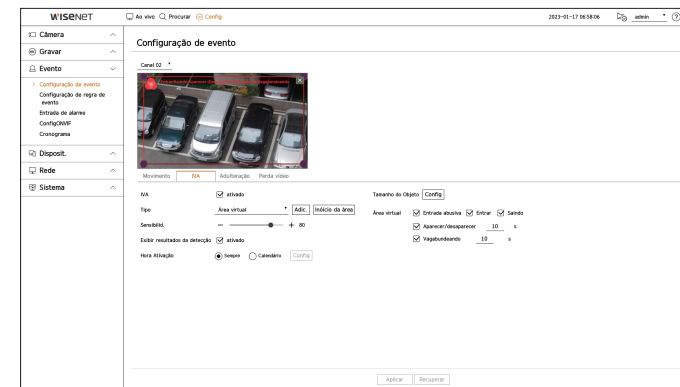 WISENET
Ao vivo Procurar Config 2023-01-17 06:58:06 admin
Câmera
Configuração de evento
Gravar
Evento
Canal 02
Configuração de evento
Configuração de regra de evento
Entrada de alarme
ConfigONVIF
Cronograma
Disposit.
Rede
Sistema
Movimento IVA Adulteração Perda vídeo
IVA ativado
Tipo Área virtual Adic. Inóicio da área
Sensibilid. 80
Exibir resultados da detecção ativado
Hora Ativação Sempre Calendário Config
Tamanho do Objeto Config
Área virtual Entrada abusiva Entrar Saindo
Aparecer/desaparecer 10 s
Vagabundeando 10 s
Aplicar Recuperar